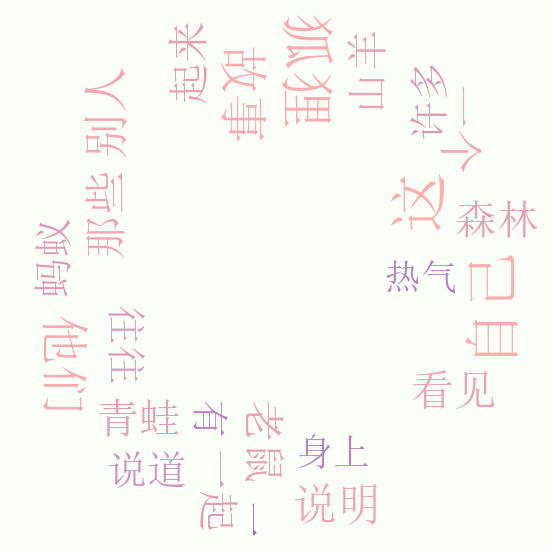 狐狸
起来
故事
山羊
许多
一个
别人
这
那些
森林
蚂蚁
热气
自己
往往
他们
看见
青蛙
有一
老鼠
说道
身上
说明
一起
一